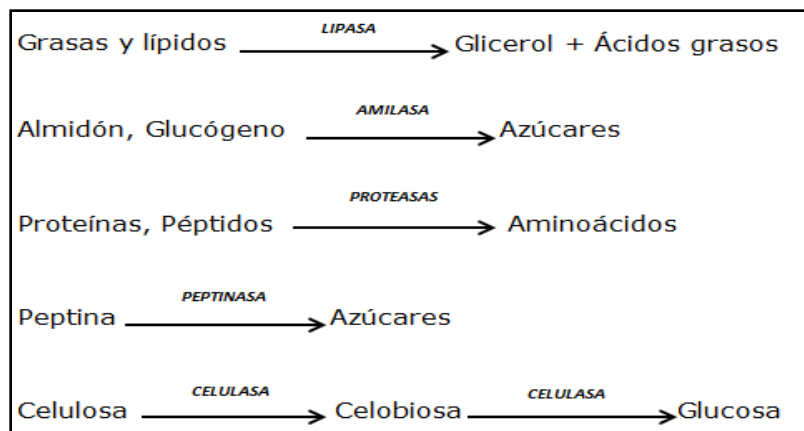 LIPASA
Grasas y lípidos Glicerol + Ácidos grasos
AMILASA
Almidón, Glucógeno Azúcares
PROTEASAS
Proteínas, Péptidos Aminoácidos
PEPTINASA
Peptina Azúcares
CELULASA CELULASA
Celulosa Celobiosa Glucosa